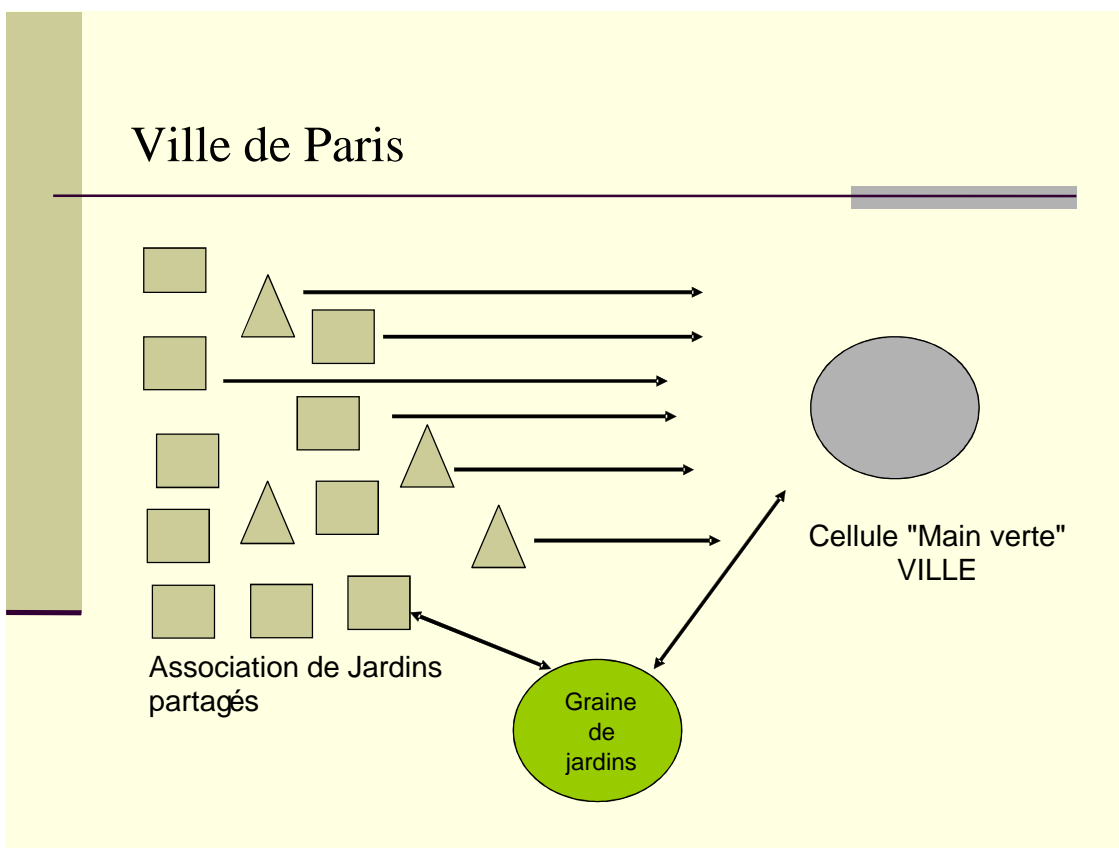 Ville de Paris
Cellule "Main verte"
VILLE
Association de Jardins
partagés
Graine
de
jardins